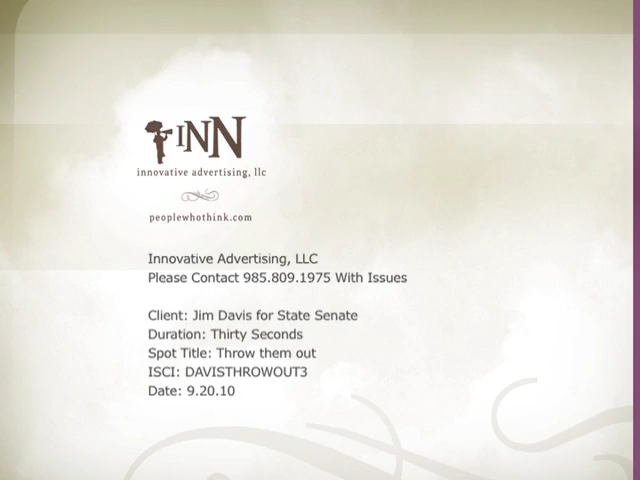 INN
innovative advertising, llc
peoplewhothink.com
Innovative Advertising, LLC
Please Contact 985.809.1975 With Issues
Client: Jim Davis for State Senate
Duration: Thirty Seconds
Spot Title: Throw them out
ISCI: DAVISTHROWOUT3
Date: 9.20.10